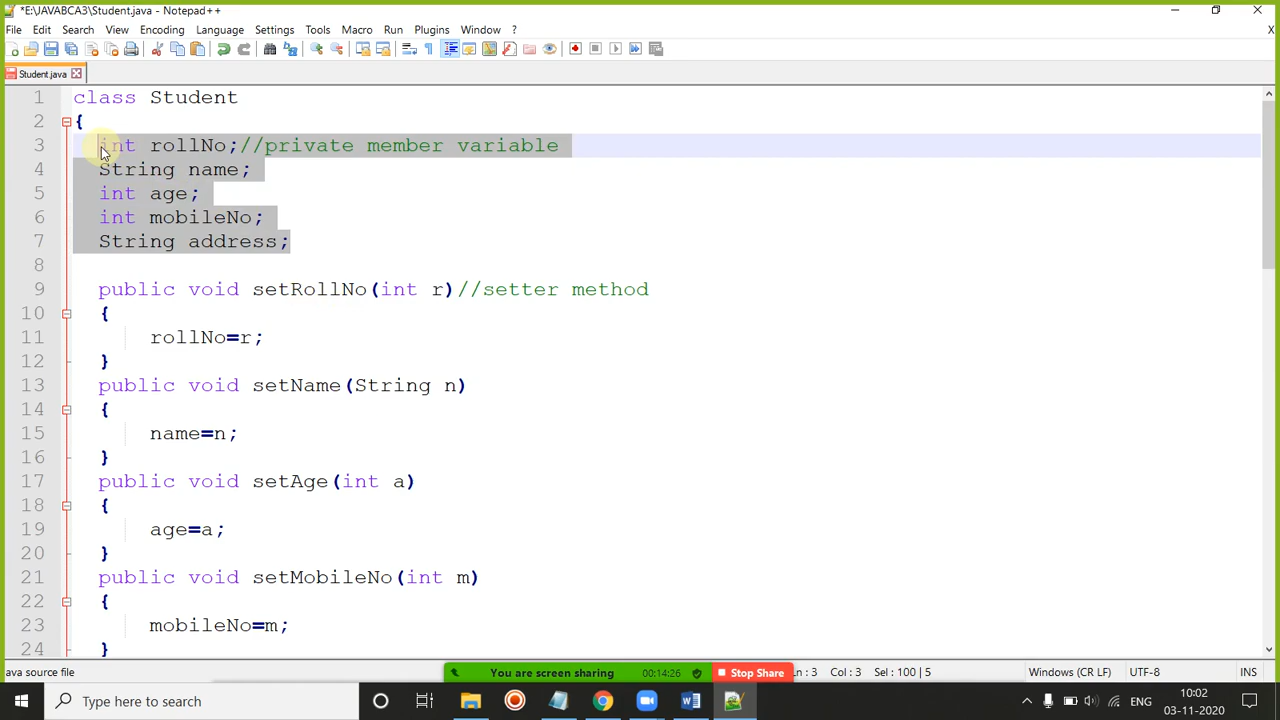 *E:\JAVABCA3\Student.java - Notepad++
File Edit Search View Encoding Language Settings Tools Macro Run Plugins Window ? X
Student.java
1 class Student
2 {
3 int rollNo;//private member variable
4 String name;
5 int age;
6 int mobileNo;
7 String address;
8
9 public void setRollNo(int r)//setter method
10 {
11 rollNo=r;
12 }
13 public void setName(String n)
14 {
15 name=n;
16 }
17 public void setAge(int a)
18 {
19 age=a;
20 }
21 public void setMobileNo(int m)
22 {
23 mobileNo=m;
24 }
ava source file You are screen sharing 00:14:26 Stop Share Ln : 3 Col : 3 Sel : 100 | 5 Windows (CR LF) UTF-8 INS
Type here to search ENG 10:02
03-11-2020